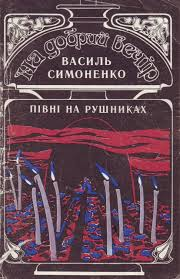 на добрий вечір
ВАСИЛЬ
СИМОНЕНКО
ПІВНІ НА РУШНИКАХ